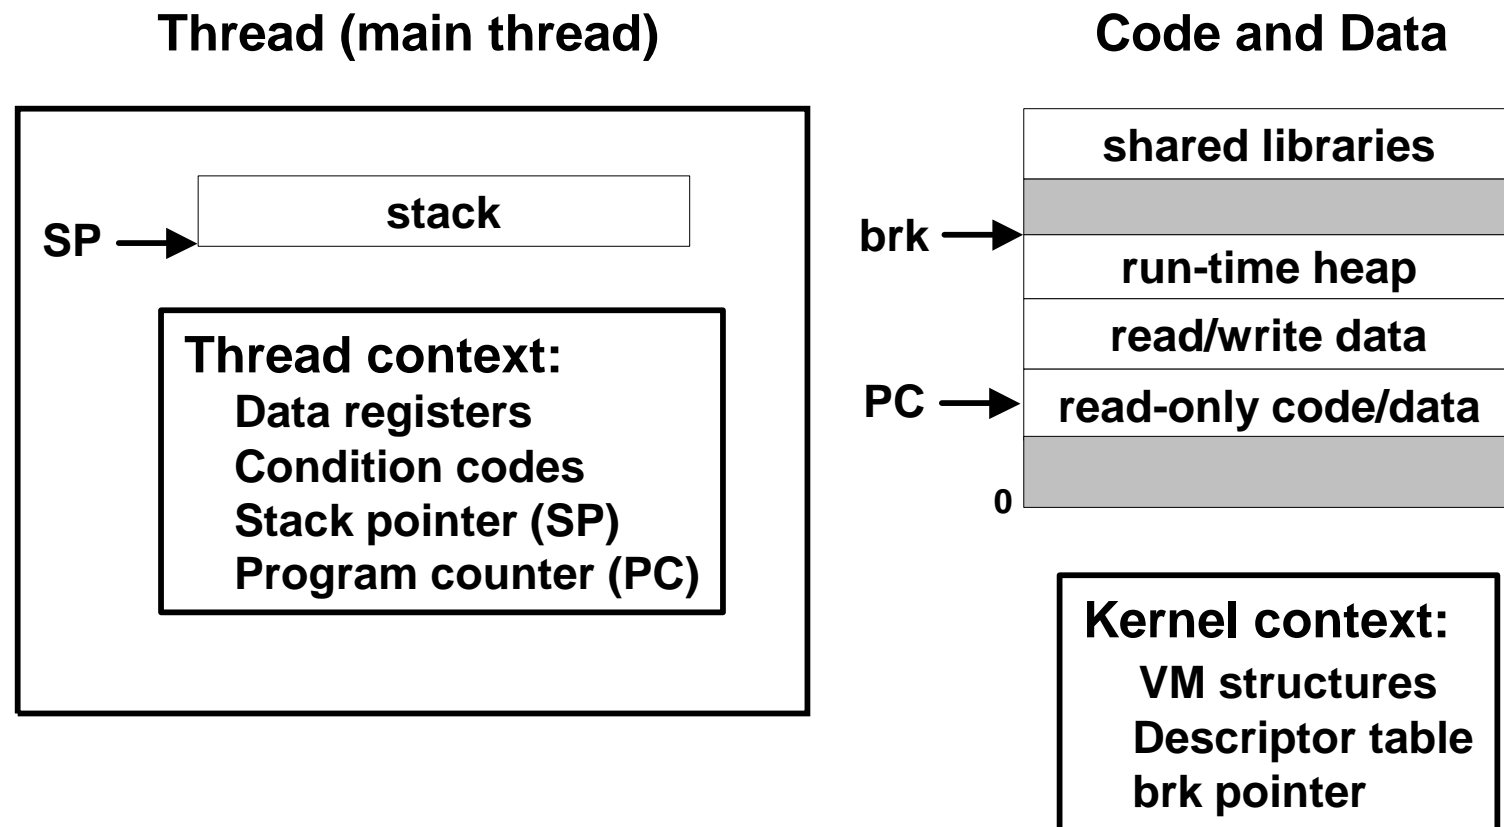 Thread (main thread)
stack
SP
Thread context:
Data registers
Condition codes
Stack pointer (SP)
Program counter (PC)
Code and Data
shared libraries
brk
run-time heap
read/write data
PC
read-only code/data
0
Kernel context:
VM structures
Descriptor table
brk pointer